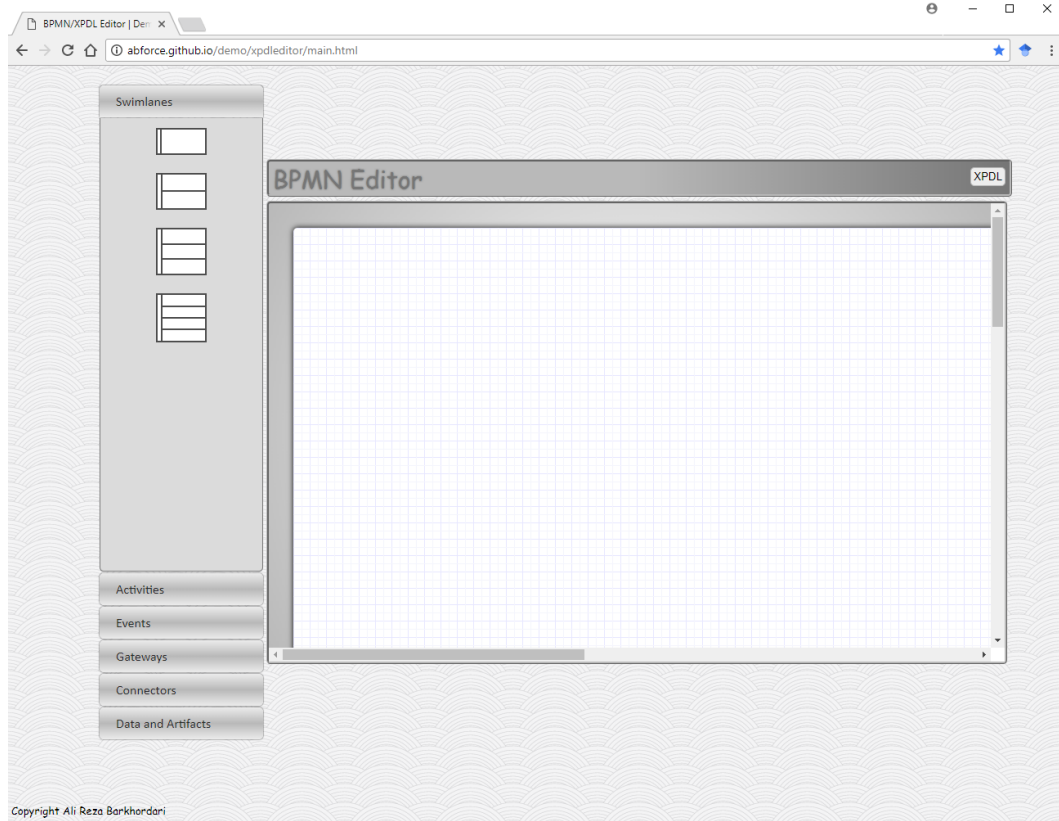 BPMN/XPDL Editor | De
abforce.github.io/demo/xpdleditor/main.html
Swimlanes
BPMN Editor
XPDL
Activities
Events
Gateways
Connectors
Data and Artifacts
Copyright Ali Reza Barkhordari